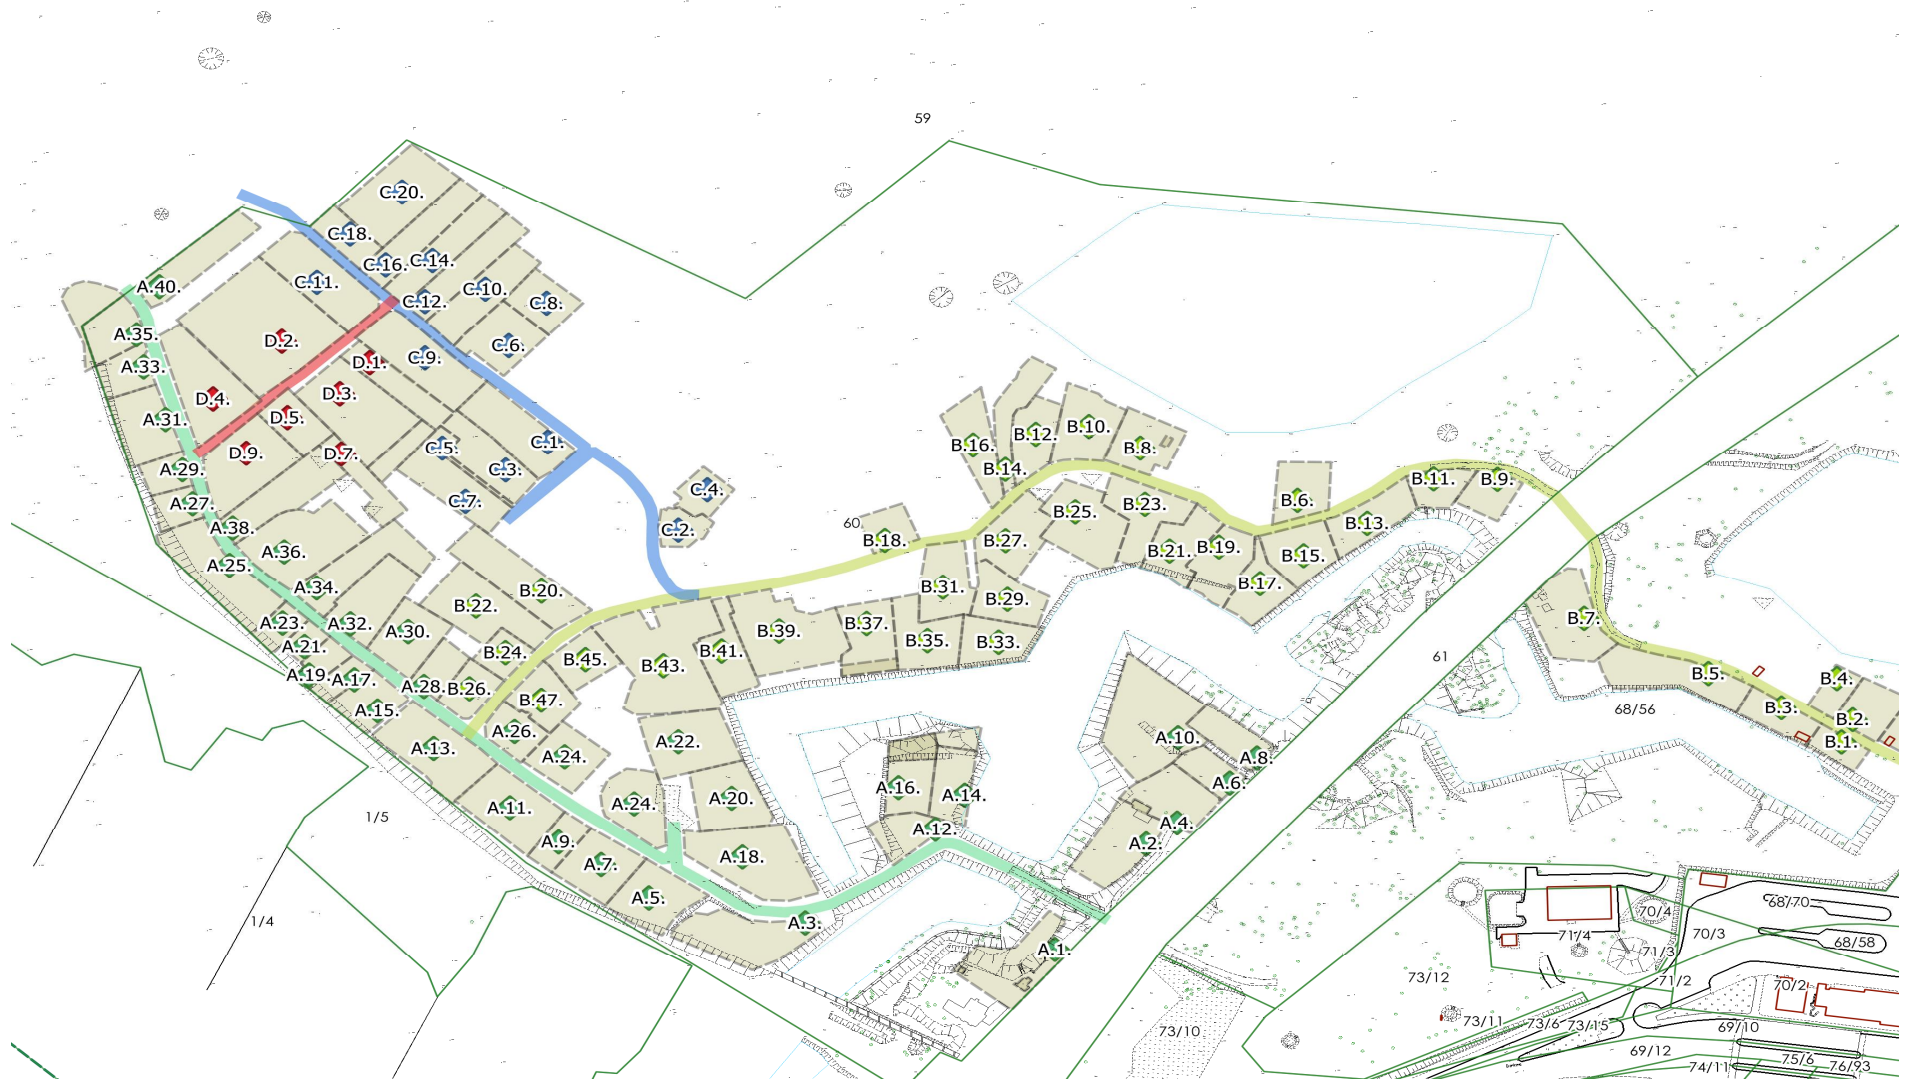 59
C.20.
C.18.
C.16. C.14.
A.40.
C.11.
C.12.
C.10.
C.8.
A.35.
D.2.
C.6.
A.33.
D.1.
C.9.
D.4.
D.3.
A.31.
D.5.
B.16.
B.12.
B.10.
B.8.
D.9.
D.7.
C.5.
C.1.
A.29.
C.3.
B.14.
C.4.
B.11.
B.9.
A.27.
C.7.
B.25.
B.23.
B.6.
A.38.
60
C.2.
B.18.
B.27.
B.13.
A.36.
B.21.
B.19.
B.15.
A.25.
A.34.
B.20.
B.31.
B.17.
B.22.
B.29.
A.23.
A.32.
A.30.
B.39.
B.37.
B.7.
A.21.
B.24.
B.45.
B.43.
B.41.
B.35.
B.33.
61
A.19.
A.17.
A.28.
B.26.
B.5.
B.4.
A.15.
B.47.
68/56
B.3.
B.2.
A.13.
A.26.
A.22.
A.10.
B.1.
A.24.
A.8.
A.16.
A.14.
A.6.
A.11.
A.24.
A.20.
1/5
A.9.
A.12.
A.4.
A.7.
A.18.
A.2.
A.5.
1/4
A.3.
68/70
70/4
71/4
70/3
68/58
A.1.
71/3
73/12
71/2
70/2
73/10
73/11
73/6
73/15
69/10
69/12
75/6
74/11
76/93